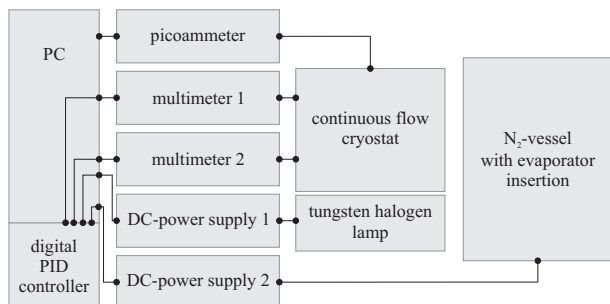 PC
picoammeter
multimeter 1
multimeter 2
DC-power supply 1
DC-power supply 2
digital
PID
controller
continuous flow
cryostat
tungsten halogen
lamp
N₂-vessel
with evaporator
insertion